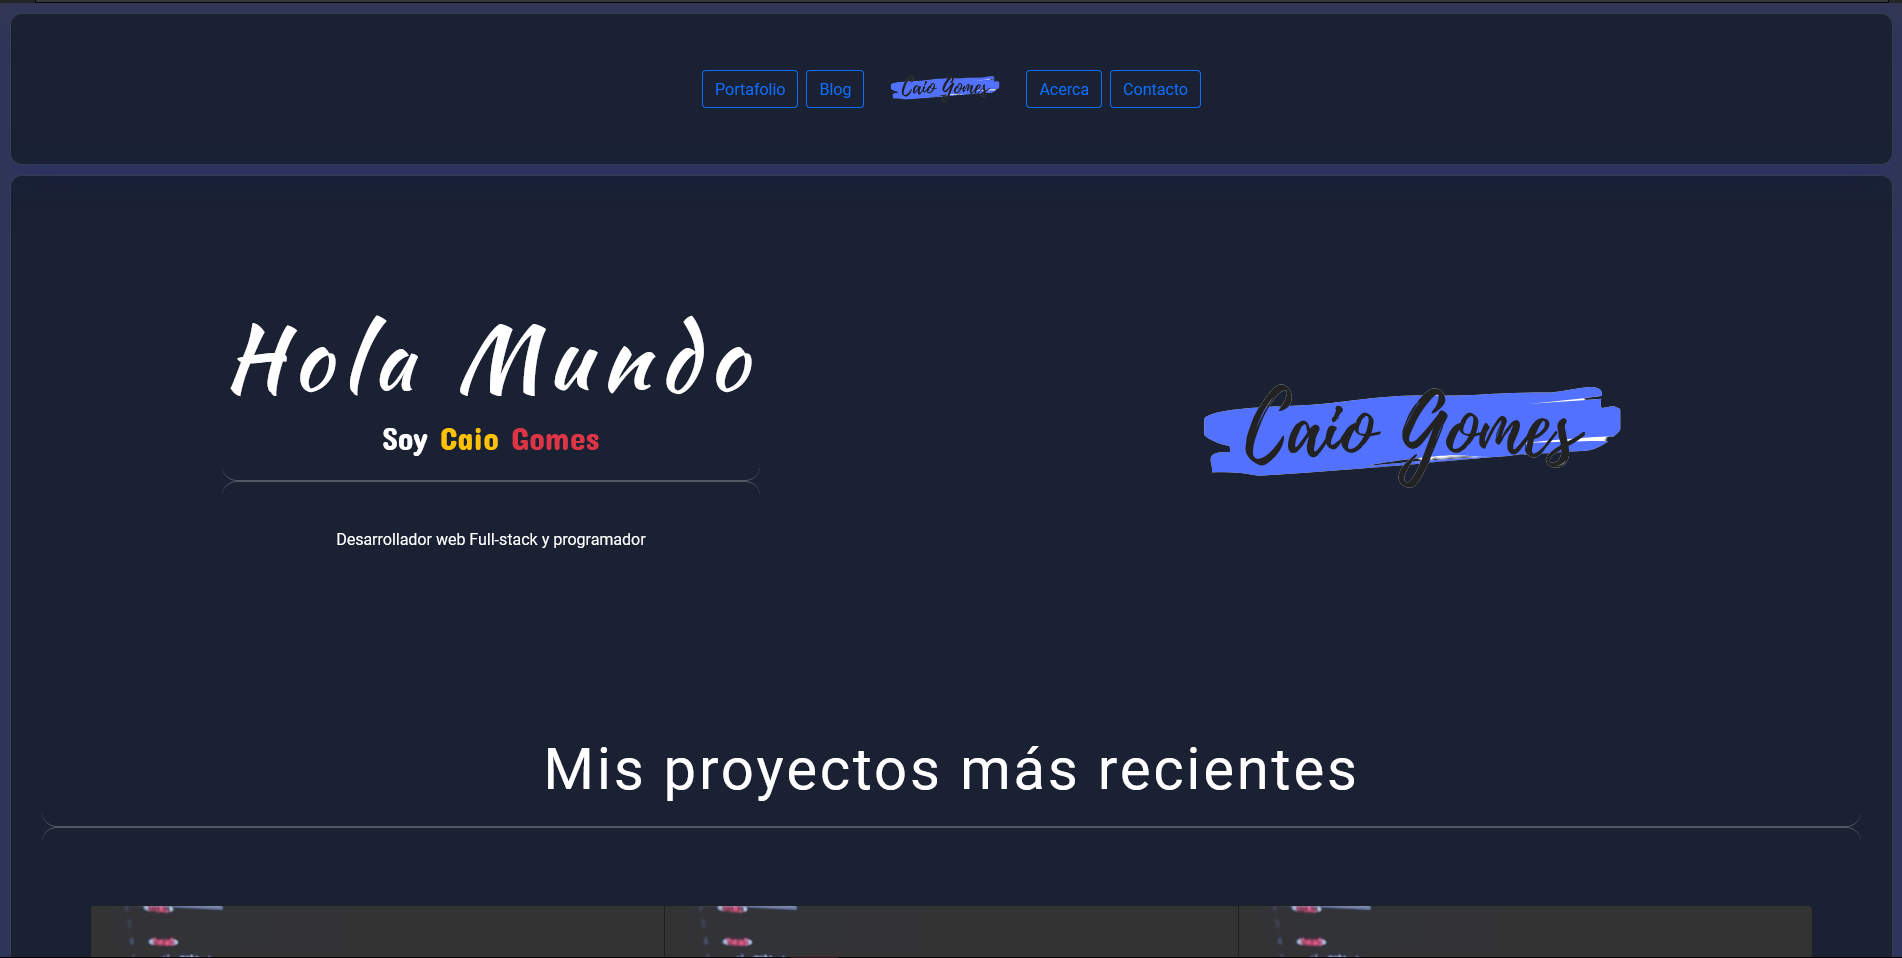 Portafolio Blog Caio Gomes Acerca Contacto
Hola Mundo
Soy Caio Gomes
Desarrollador web Full-stack y programador
Caio Gomes
Mis proyectos más recientes